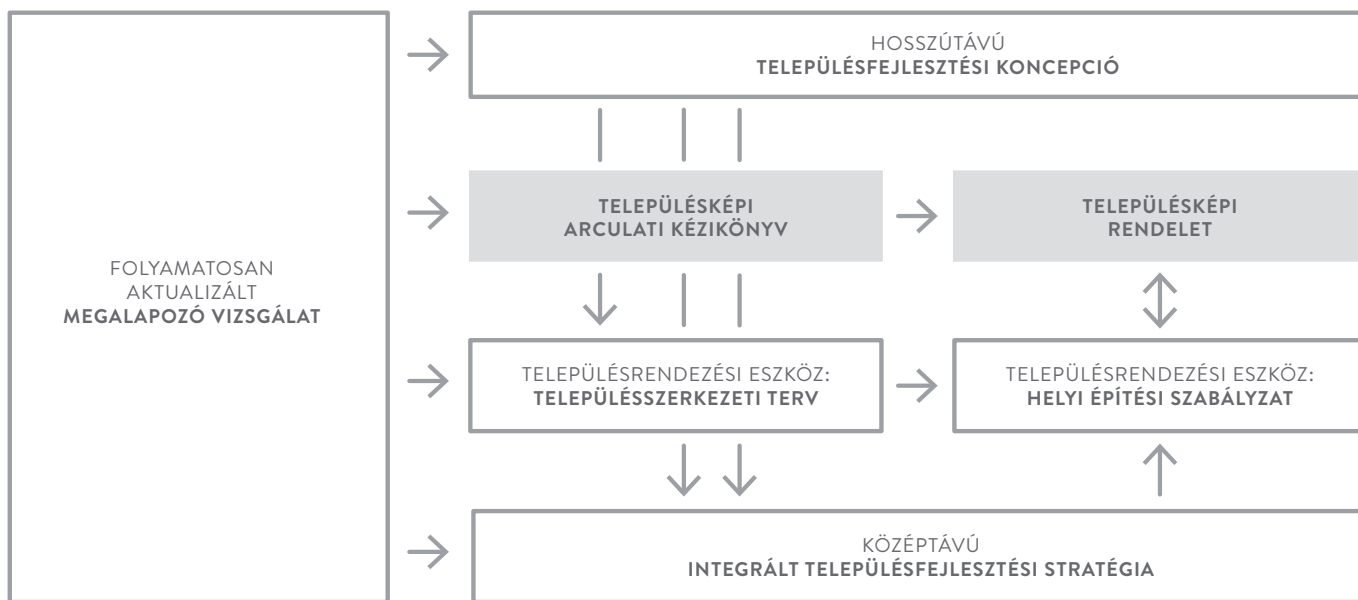 FOLYAMATOSAN
AKTUALIZÁLT
MEGALAPOZÓ VIZSGÁLAT
HOSSZÚTÁVÚ
TELEPÜLÉSFEJLESZTÉSI KONCEPCIÓ
TELEPÜLÉSKÉPI
ARCULATI KÉZIKÖNYV
TELEPÜLÉSKÉPI
RENDELET
TELEPÜLÉSRENDEZÉSI ESZKÖZ:
TELEPÜLÉSSZERKEZETI TERV
TELEPÜLÉSRENDEZÉSI ESZKÖZ:
HELYI ÉPÍTÉSI SZABÁLYZAT
KÖZÉPTÁVÚ
INTEGRÁLT TELEPÜLÉSFEJLESZTÉSI STRATÉGIA